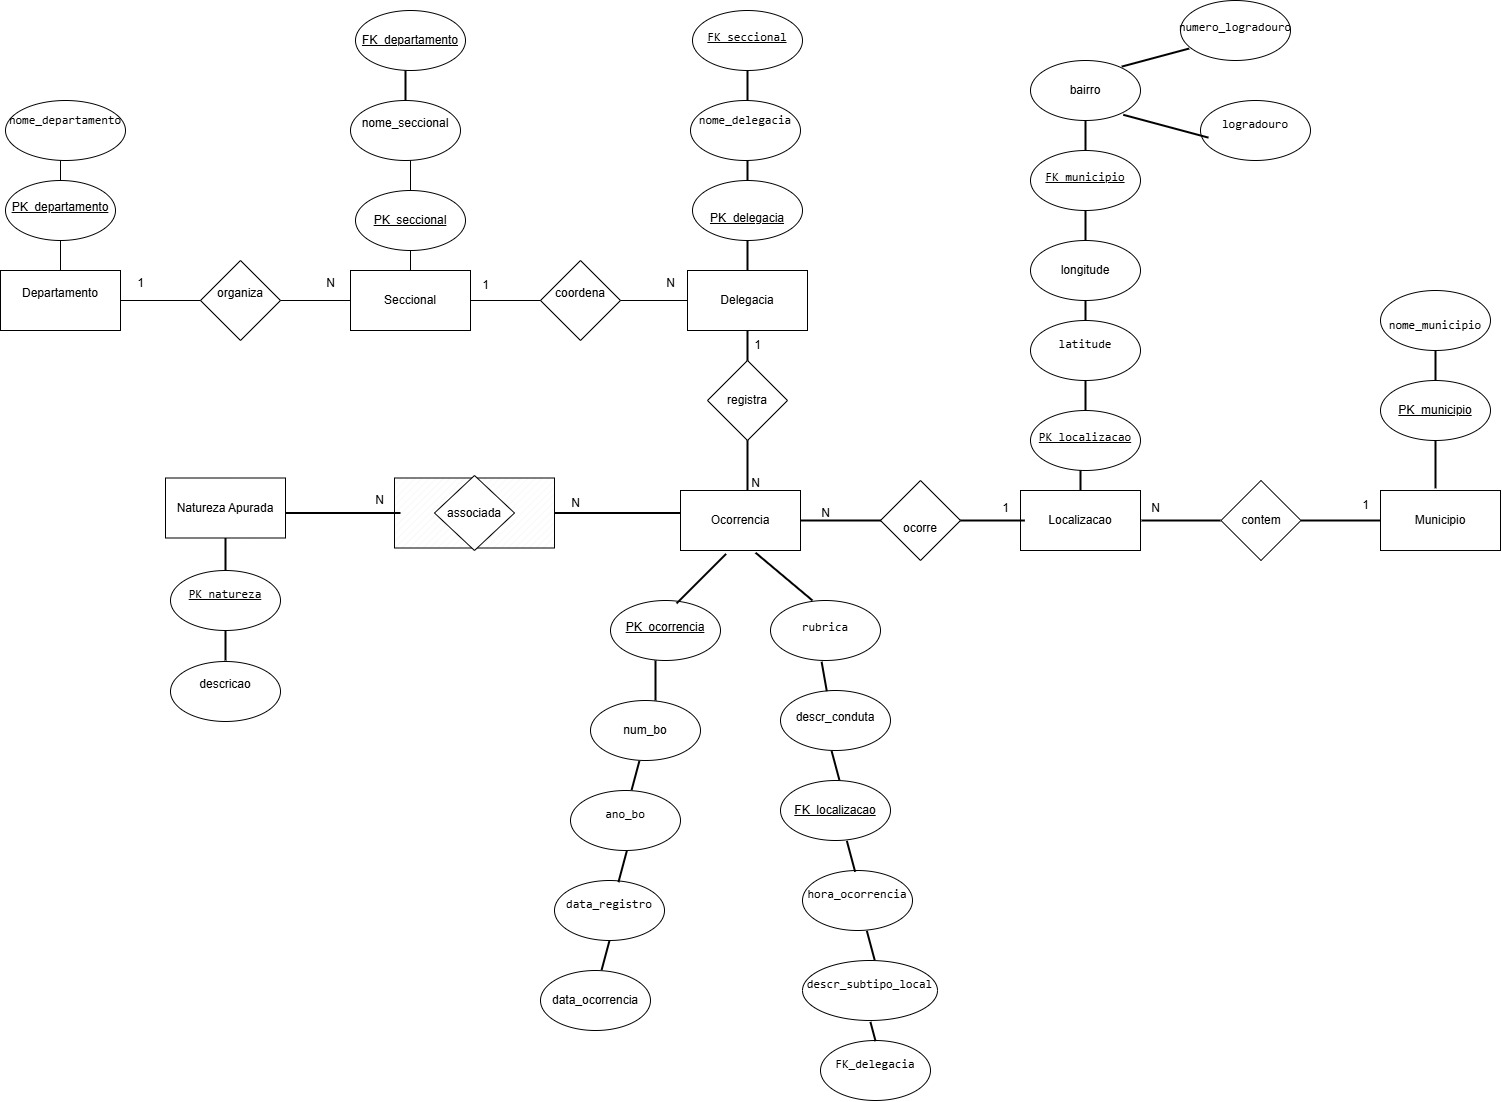 numero_logradouro
FK_departamento
FK_seccional
bairro
nome_departamento
nome_seccional
nome_delegacia
logradouro
FK_municipio
PK_departamento
PK_seccional
PK_delegacia
longitude
Departamento
1
organiza
N
Seccional
1
coordena
N
Delegacia
nome_municipio
1
latitude
registra
PK_municipio
PK_localizacao
N
Natureza Apurada
N
associada
N
Ocorrencia
N
ocorre
1
Localizacao
N
contem
1
Municipio
PK_natureza
PK_ocorrencia
rubrica
descricao
num_bo
descr_conduta
ano_bo
FK_localizacao
data_registro
hora_ocorrencia
data_ocorrencia
descr_subtipo_local
FK_delegacia